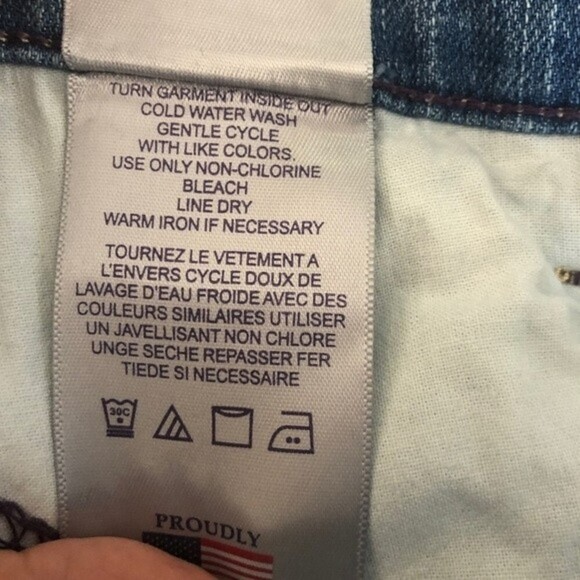 TURN GARMENT INSIDE OUT
COLD WATER WASH
GENTLE CYCLE
WITH LIKE COLORS.
USE ONLY NON-CHLORINE
BLEACH
LINE DRY
WARM IRON IF NECESSARY
TOURNEZ LE VETEMENT A
L'ENVERS CYCLE DOUX DE
LAVAGE D'EAU FROIDE AVEC DES
COULEURS SIMILAIRES UTILISER
UN JAVELLISANT NON CHLORE
UNGE SECHE REPASSER FER
TIEDE SI NECESSAIRE
30C
PROUDLY